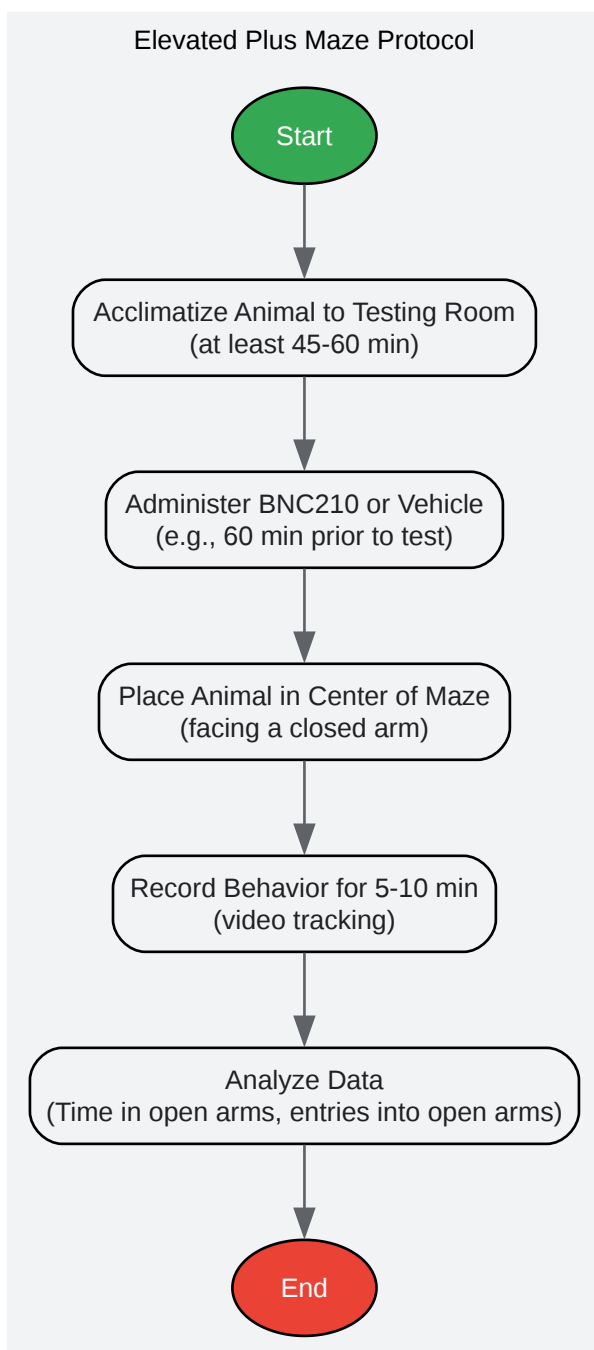 Elevated Plus Maze Protocol
Start
Acclimatize Animal to Testing Room
(at least 45-60 min)
Administer BNC210 or Vehicle
(e.g., 60 min prior to test)
Place Animal in Center of Maze
(facing a closed arm)
Record Behavior for 5-10 min
(video tracking)
Analyze Data
(Time in open arms, entries into open arms)
End